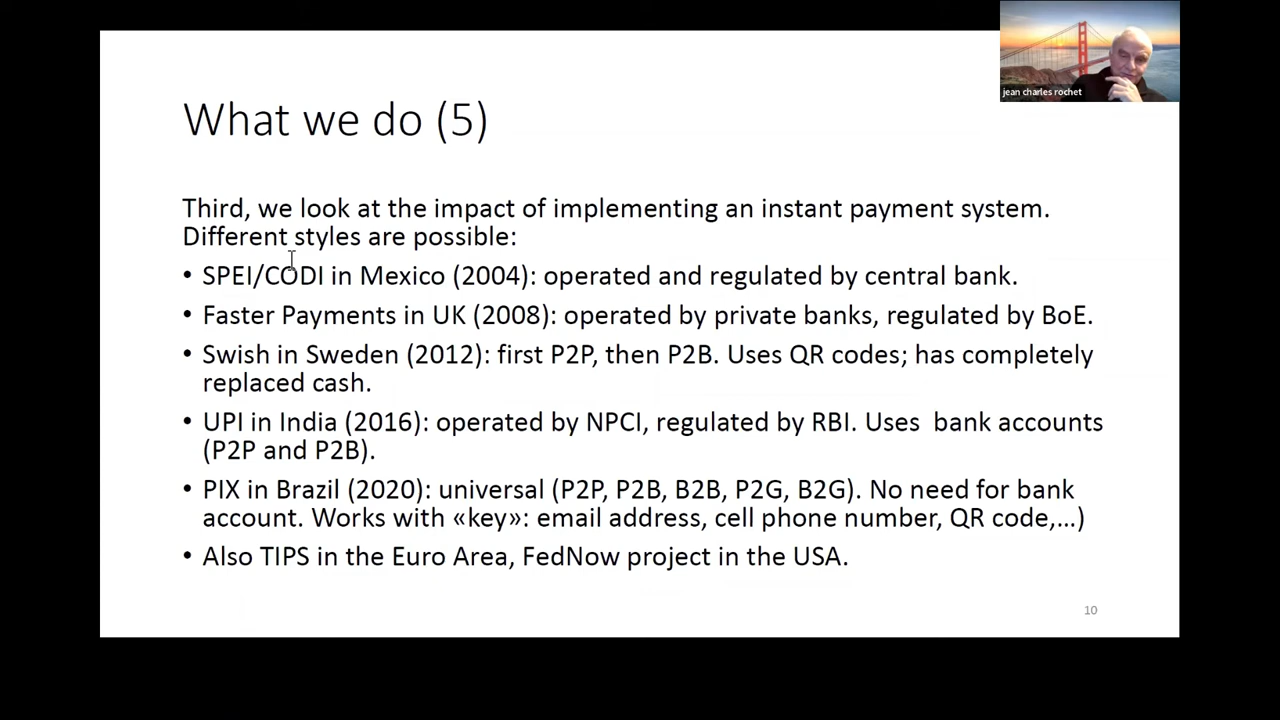 jean charles rochet
What we do (5)
Third, we look at the impact of implementing an instant payment system.
Different styles are possible:
• SPEI/CODI in Mexico (2004): operated and regulated by central bank.
• Faster Payments in UK (2008): operated by private banks, regulated by BoE.
• Swish in Sweden (2012): first P2P, then P2B. Uses QR codes; has completely
replaced cash.
• UPI in India (2016): operated by NPCI, regulated by RBI. Uses  bank accounts
(P2P and P2B).
• PIX in Brazil (2020): universal (P2P, P2B, B2B, P2G, B2G). No need for bank
account. Works with «key»: email address, cell phone number, QR code,...)
• Also TIPS in the Euro Area, FedNow project in the USA.
10